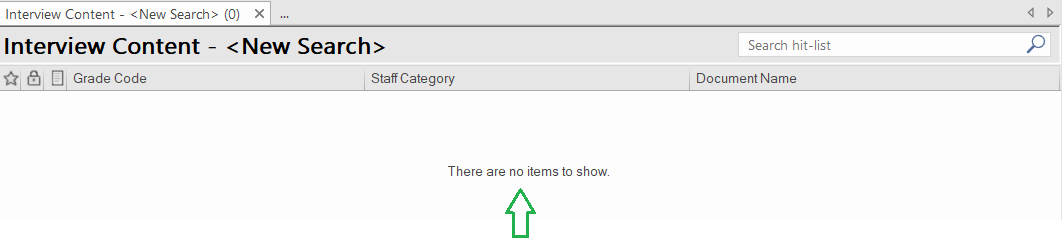 Interview Content - <New Search> (0) ...
Interview Content - <New Search> Search hit-list
Grade Code Staff Category Document Name
There are no items to show.